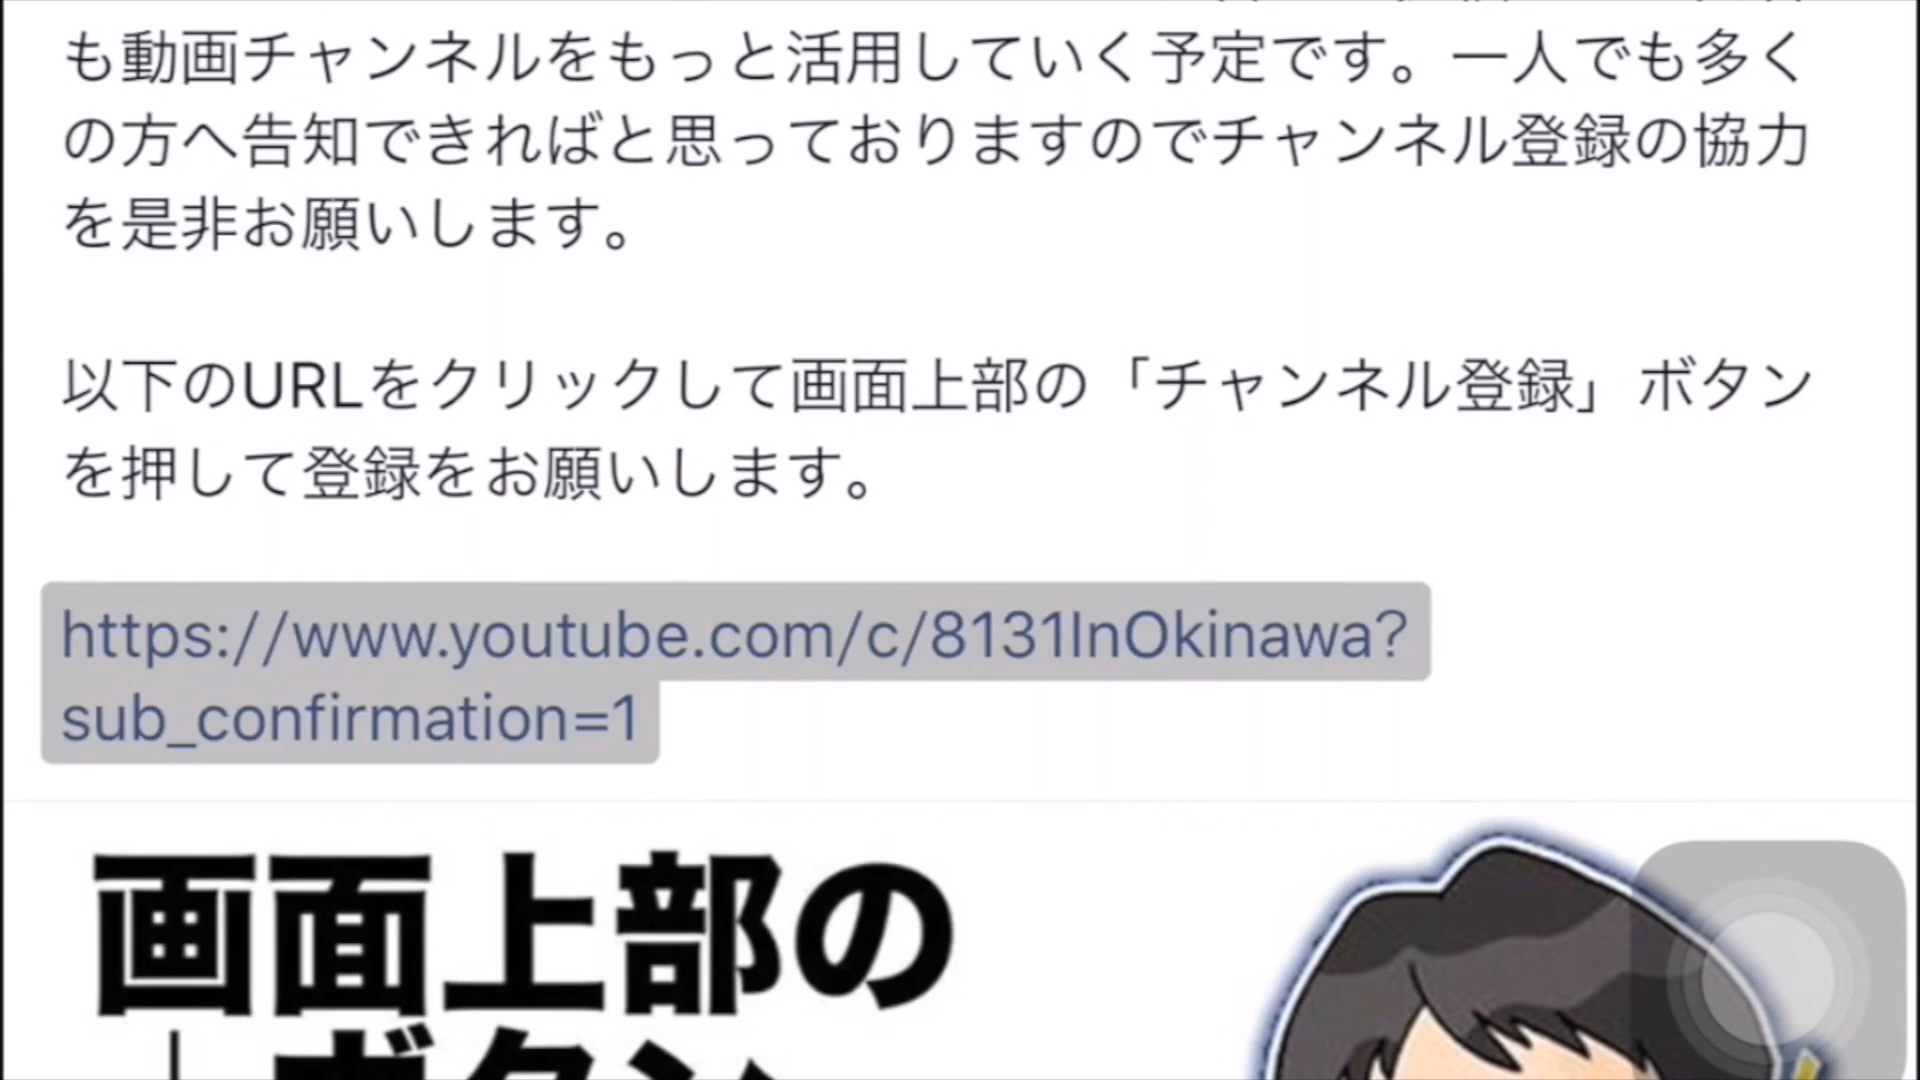 も動画チャンネルをもっと活用していく予定です。一人でも多く
の方へ告知できればと思っておりますのでチャンネル登録の協力
を是非お願いします。
以下のURLをクリックして画面上部の「チャンネル登録」ボタン
を押して登録をお願いします。
https://www.youtube.com/c/8131InOkinawa?
sub_confirmation=1
画面上部の
ボタン